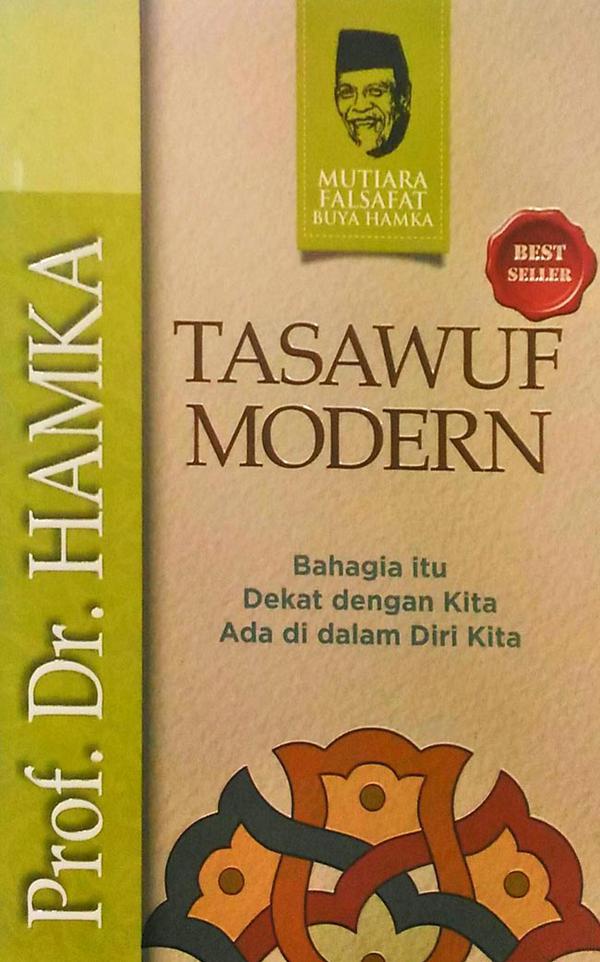 MUTIARA
FALSAFAT
BUYA HAMKA
BEST
SELLER
TASAWUF
MODERN
Bahagia itu
Dekat dengan Kita
Ada di dalam Diri Kita
Prof. Dr. HAMKA